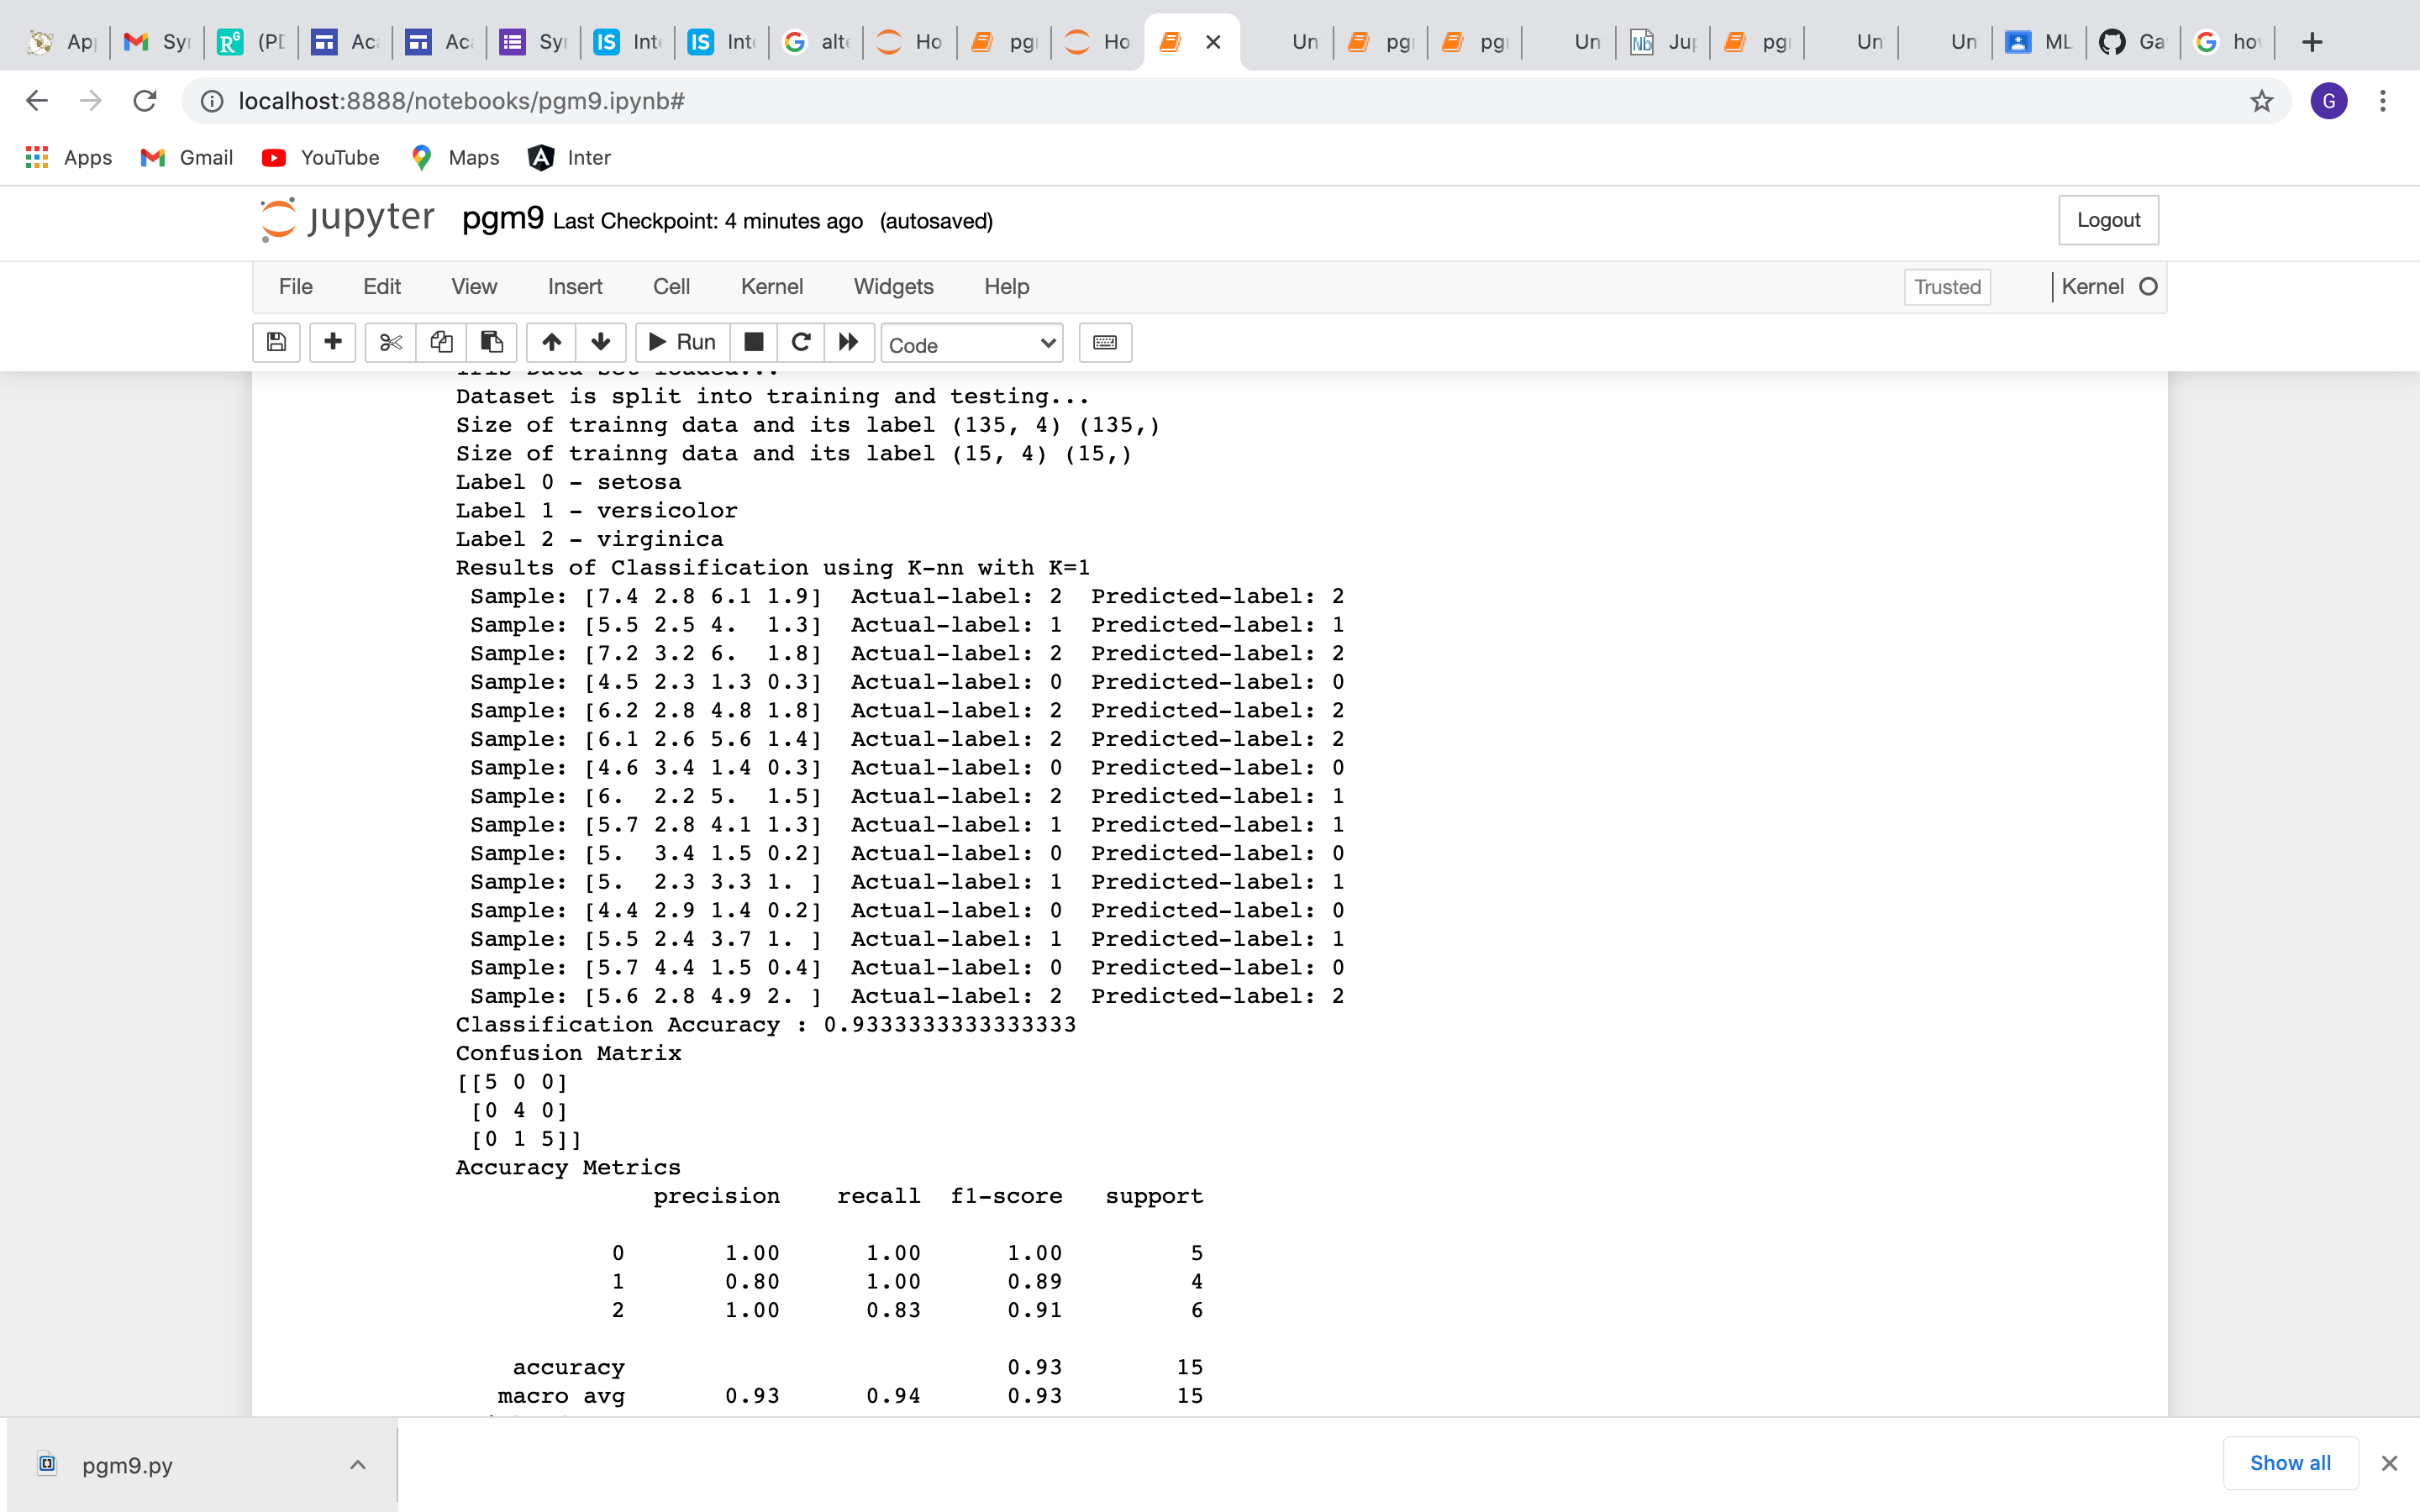 App Syn (PD Aca Aca Syn Inte Inte alte Ho pgr Ho Un pgr pgr Un Jup pgr Un Un ML Ga how
localhost:8888/notebooks/pgm9.ipynb#
G
Apps Gmail YouTube Maps Inter
jupyter pgm9 Last Checkpoint: 4 minutes ago (autosaved)
Logout
File Edit View Insert Cell Kernel Widgets Help Trusted Kernel
Run Code
Iris Data set loaded...
Dataset is split into training and testing...
Size of trainng data and its label (135, 4) (135,)
Size of trainng data and its label (15, 4) (15,)
Label 0 - setosa
Label 1 - versicolor
Label 2 - virginica
Results of Classification using K-nn with K=1
Sample: [7.4 2.8 6.1 1.9] Actual-label: 2 Predicted-label: 2
Sample: [5.5 2.5 4. 1.3] Actual-label: 1 Predicted-label: 1
Sample: [7.2 3.2 6. 1.8] Actual-label: 2 Predicted-label: 2
Sample: [4.5 2.3 1.3 0.3] Actual-label: 0 Predicted-label: 0
Sample: [6.2 2.8 4.8 1.8] Actual-label: 2 Predicted-label: 2
Sample: [6.1 2.6 5.6 1.4] Actual-label: 2 Predicted-label: 2
Sample: [4.6 3.4 1.4 0.3] Actual-label: 0 Predicted-label: 0
Sample: [6. 2.2 5. 1.5] Actual-label: 2 Predicted-label: 1
Sample: [5.7 2.8 4.1 1.3] Actual-label: 1 Predicted-label: 1
Sample: [5. 3.4 1.5 0.2] Actual-label: 0 Predicted-label: 0
Sample: [5. 2.3 3.3 1. ] Actual-label: 1 Predicted-label: 1
Sample: [4.4 2.9 1.4 0.2] Actual-label: 0 Predicted-label: 0
Sample: [5.5 2.4 3.7 1. ] Actual-label: 1 Predicted-label: 1
Sample: [5.7 4.4 1.5 0.4] Actual-label: 0 Predicted-label: 0
Sample: [5.6 2.8 4.9 2. ] Actual-label: 2 Predicted-label: 2
Classification Accuracy : 0.9333333333333333
Confusion Matrix
[[5 0 0]
[0 4 0]
[0 1 5]]
Accuracy Metrics
precision recall f1-score support
0 1.00 1.00 1.00 5
1 0.80 1.00 0.89 4
2 1.00 0.83 0.91 6
accuracy 0.93 15
macro avg 0.93 0.94 0.93 15
pgm9.py
Show all